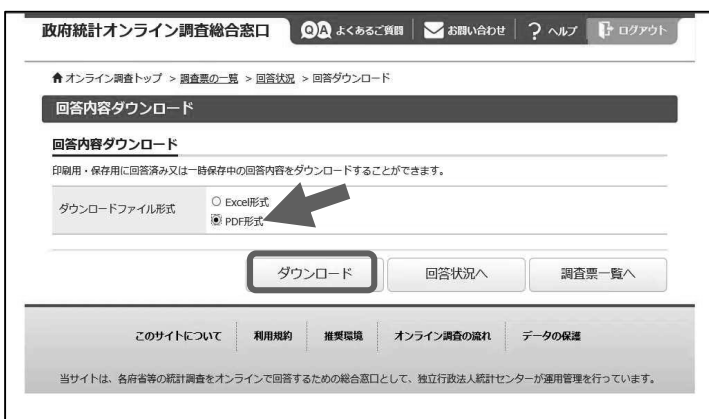 政府統計オンライン調査総合窓口 QA よくあるご質問 お問い合わせ ? ヘルプ ログアウト
オンライン調査トップ > 調査票の一覧 > 回答状況 > 回答ダウンロード
回答内容ダウンロード
回答内容ダウンロード
印刷用・保存用に回答済み又は一時保存中の回答内容をダウンロードすることができます。
ダウンロードファイル形式
Excel形式
PDF形式
ダウンロード 回答状況へ 調査票一覧へ
このサイトについて 利用規約 推奨環境 オンライン調査の流れ データの保護
当サイトは、各府省等の統計調査をオンラインで回答するための総合窓口として、独立行政法人統計センターが運用管理を行っています。